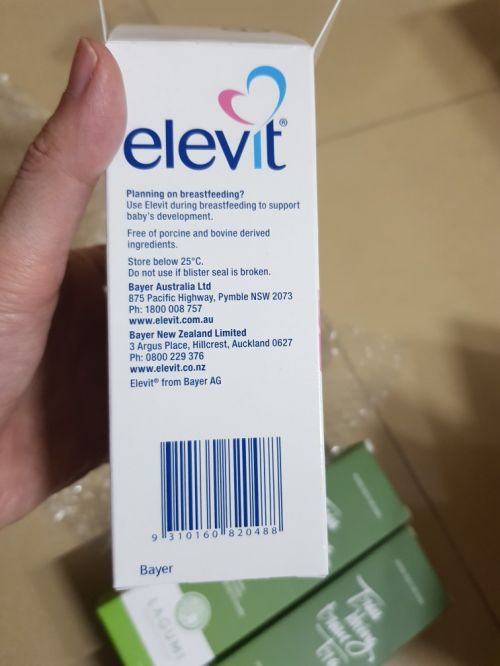 elevit®
Planning on breastfeeding?
Use Elevit during breastfeeding to support
baby's development.
Free of porcine and bovine derived
ingredients.
Store below 25°C.
Do not use if blister seal is broken.
Bayer Australia Ltd
875 Pacific Highway, Pymble NSW 2073
Ph: 1800 008 757
www.elevit.com.au
Bayer New Zealand Limited
3 Argus Place, Hillcrest, Auckland 0627
Ph: 0800 229 376
www.elevit.co.nz
Elevit® from Bayer AG
9 310160 820488
Bayer
LAGUMI